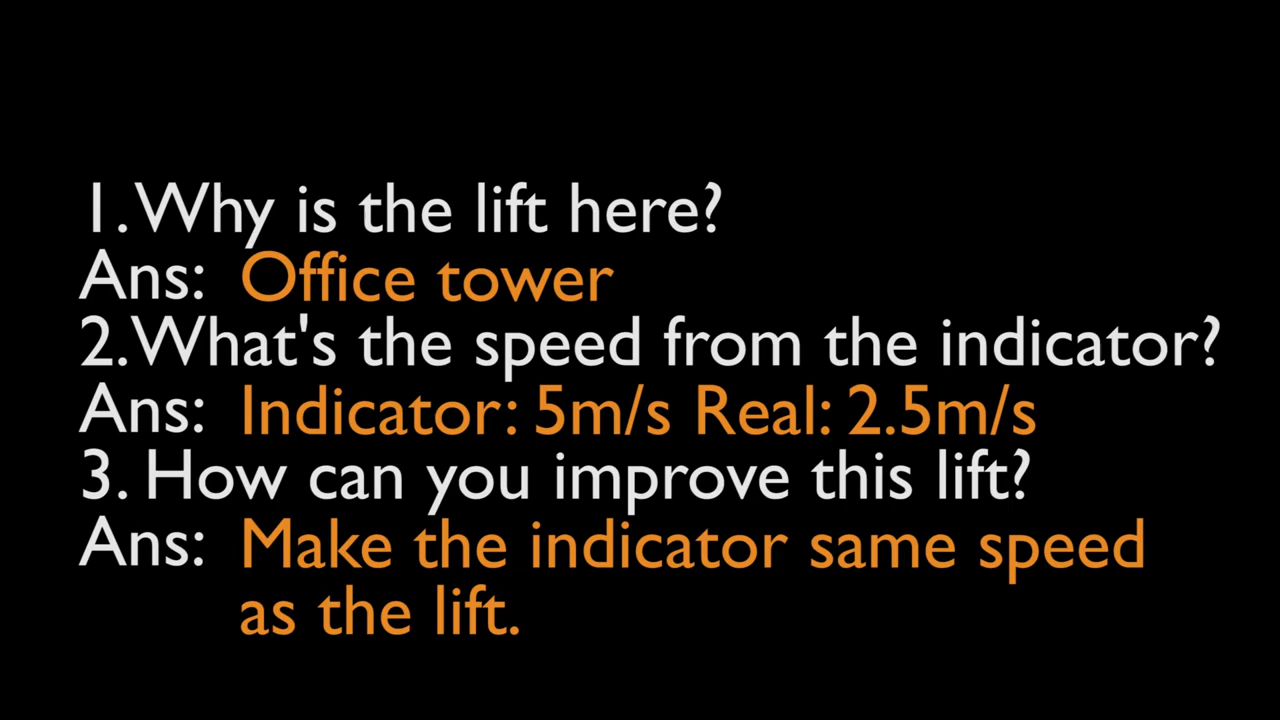 1. Why is the lift here?
Ans: Office tower
2. What's the speed from the indicator?
Ans: Indicator: 5m/s Real: 2.5m/s
3. How can you improve this lift?
Ans: Make the indicator same speed
as the lift.